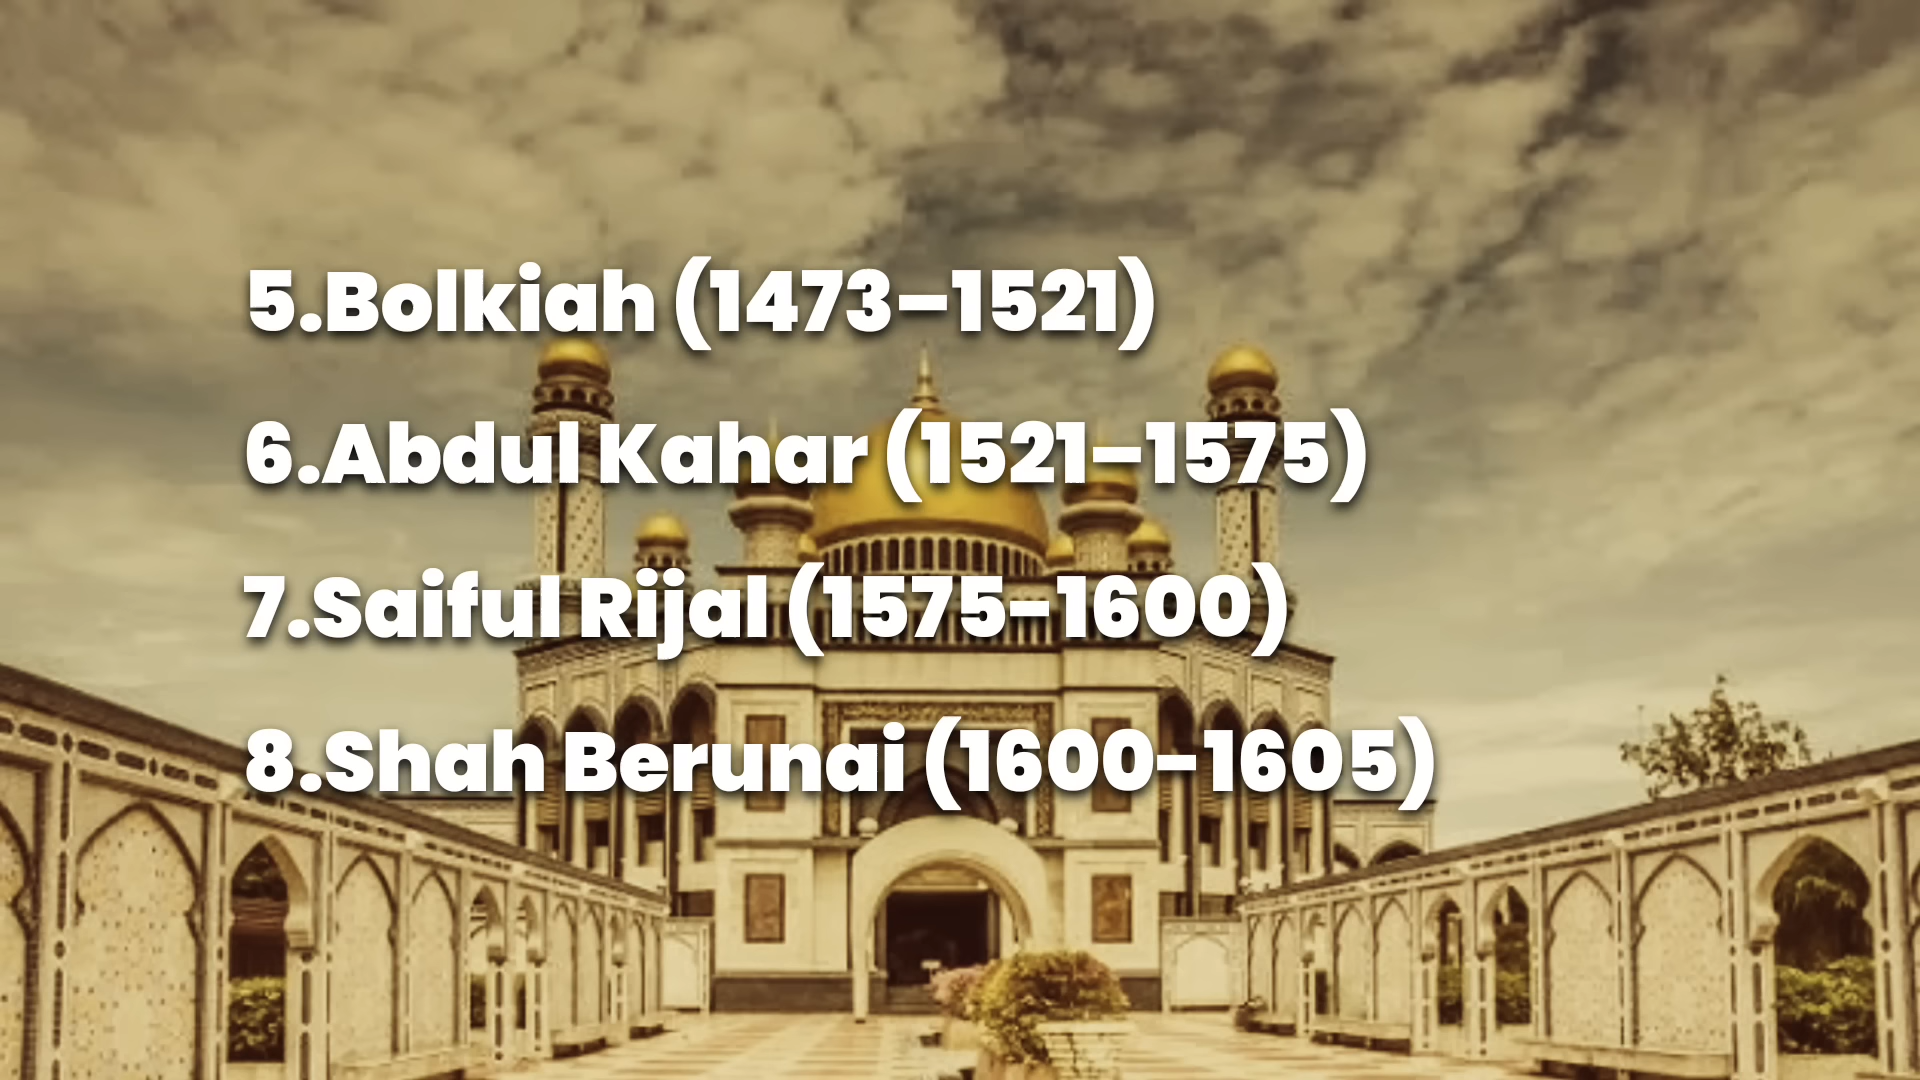 5.Bolkiah (1473–1521)
6.Abdul Kahar (1521–1575)
7.Saiful Rijal (1575-1600)
8.Shah Berunai (1600-1605)